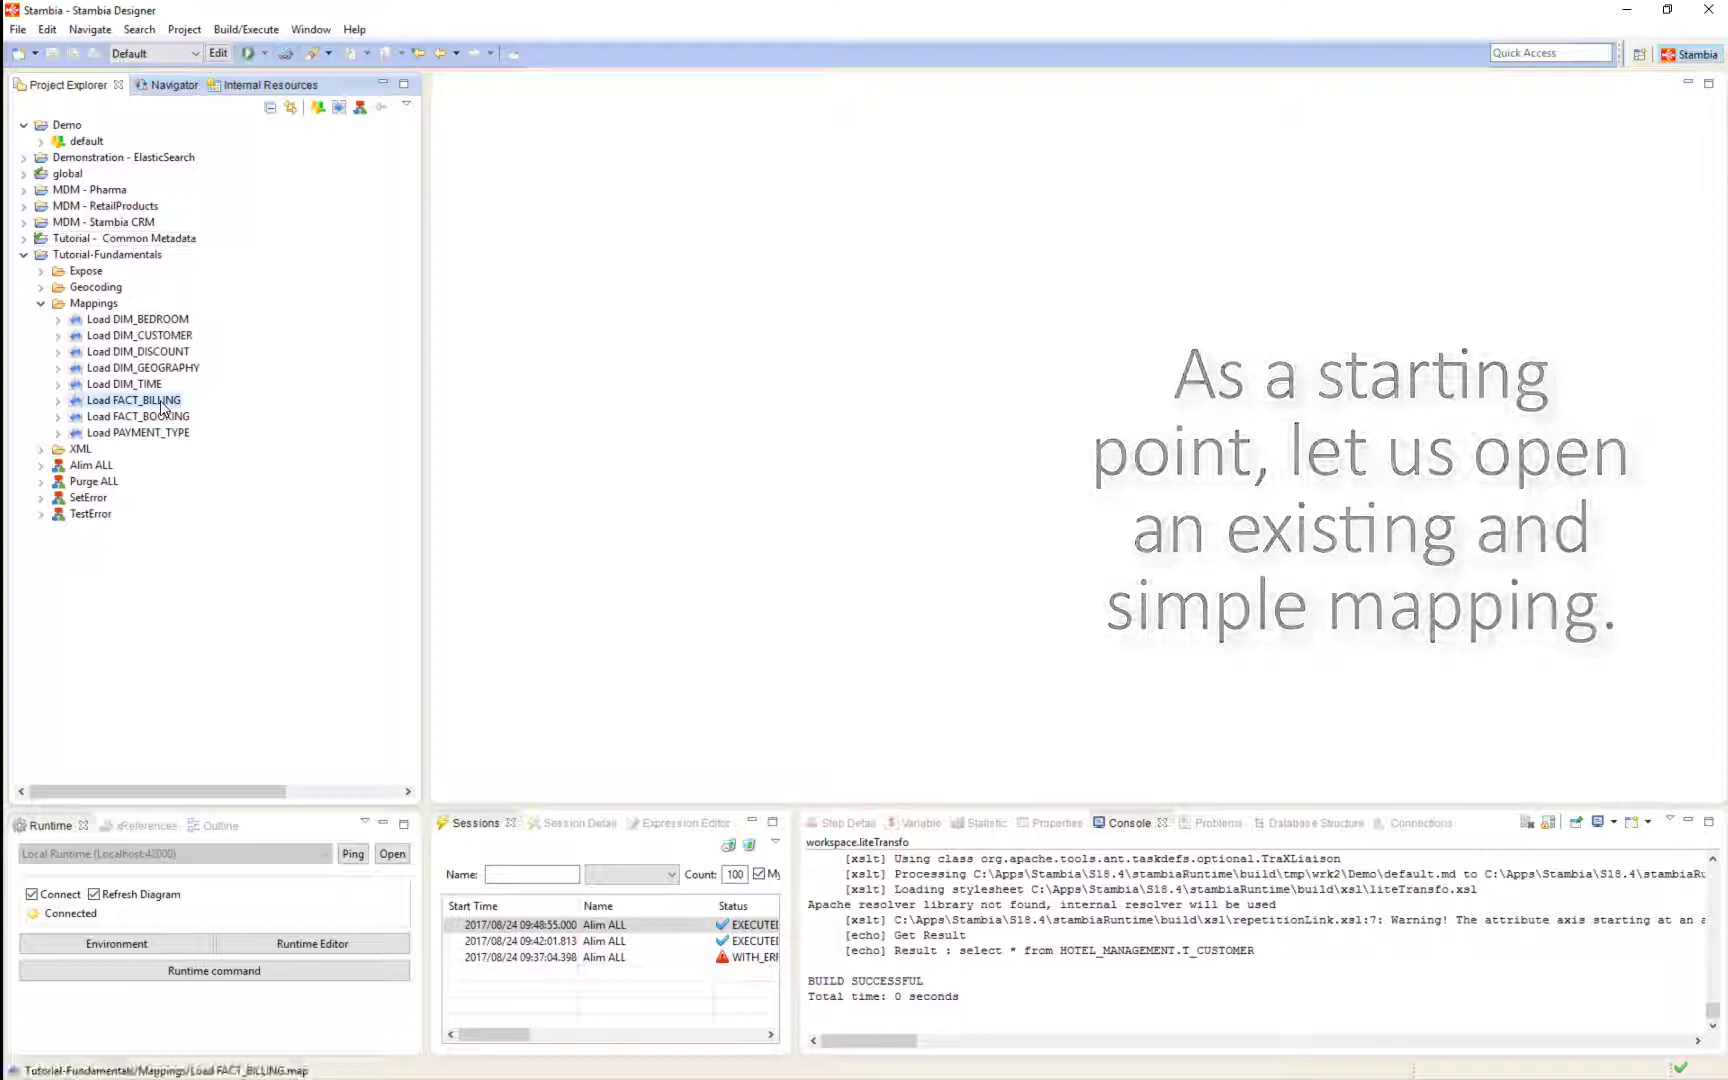 Stambia - Stambia Designer
File Edit Navigate Search Project Build/Execute Window Help
Default Edit Quick Access Stambia
Project Explorer Navigator Internal Resources
Demo
default
Demonstration - ElasticSearch
global
MDM - Pharma
MDM - RetailProducts
MDM - Stambia CRM
Tutorial - Common Metadata
Tutorial-Fundamentals
Expose
Geocoding
Mappings
Load DIM_BEDROOM
Load DIM_CUSTOMER
Load DIM_DISCOUNT
Load DIM_GEOGRAPHY
Load DIM_TIME
Load FACT_BILLING
Load FACT_BOOKING
Load PAYMENT_TYPE
XML
Alim ALL
Purge ALL
SetError
TestError
As a starting
point, let us open
an existing and
simple mapping.
Runtime xReferences Outline
Local Runtime (Localhost:42000) Ping Open
Connect Refresh Diagram
Connected
Environment Runtime Editor
Runtime command
Sessions Session Detail Expression Editor
Name: Count: 100 My
Start Time Name Status
2017/08/24 09:48:55.000 Alim ALL EXECUTED
2017/08/24 09:42:01.813 Alim ALL EXECUTED
2017/08/24 09:37:04.398 Alim ALL WITH_ERR
Step Detail Variable Statistic Properties Console Problems Database Structure Connections
workspace.liteTransfo
[xslt] Using class org.apache.tools.ant.taskdefs.optional.TraXLiaison
[xslt] Processing C:\Apps\Stambia\S18.4\stambiaRuntime\build\tmp\wrk2\Demo\default.md to C:\Apps\Stambia\S18.4\stambiaRu
[xslt] Loading stylesheet C:\Apps\Stambia\S18.4\stambiaRuntime\build\xsl\liteTransfo.xsl
Apache resolver library not found, internal resolver will be used
[xslt] C:\Apps\Stambia\S18.4\stambiaRuntime\build\xsl\repetitionLink.xsl:7: Warning! The attribute axis starting at an a
[echo] Get Result
[echo] Result : select * from HOTEL_MANAGEMENT.T_CUSTOMER
BUILD SUCCESSFUL
Total time: 0 seconds
Tutorial-Fundamentals/Mappings/Load FACT_BILLING.map